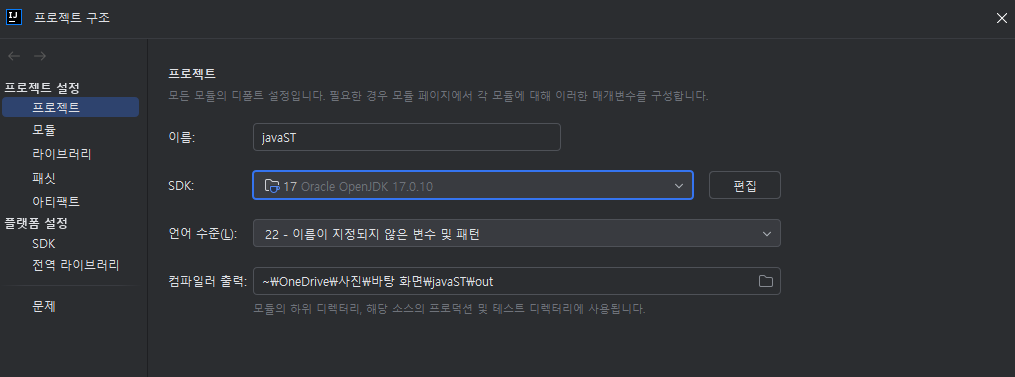 IJ 프로젝트 구조
프로젝트 설정
프로젝트
모듈
라이브러리
패싯
아티팩트
플랫폼 설정
SDK
전역 라이브러리
문제
프로젝트
모든 모듈의 디폴트 설정입니다. 필요한 경우 모듈 페이지에서 각 모듈에 대해 이러한 매개변수를 구성합니다.
이름: javaST
SDK: 17 Oracle OpenJDK 17.0.10 편집
언어 수준(L): 22 - 이름이 지정되지 않은 변수 및 패턴
컴파일러 출력: ~₩OneDrive₩사진₩바탕 화면₩javaST₩out
모듈의 하위 디렉터리, 해당 소스의 프로덕션 및 테스트 디렉터리에 사용됩니다.